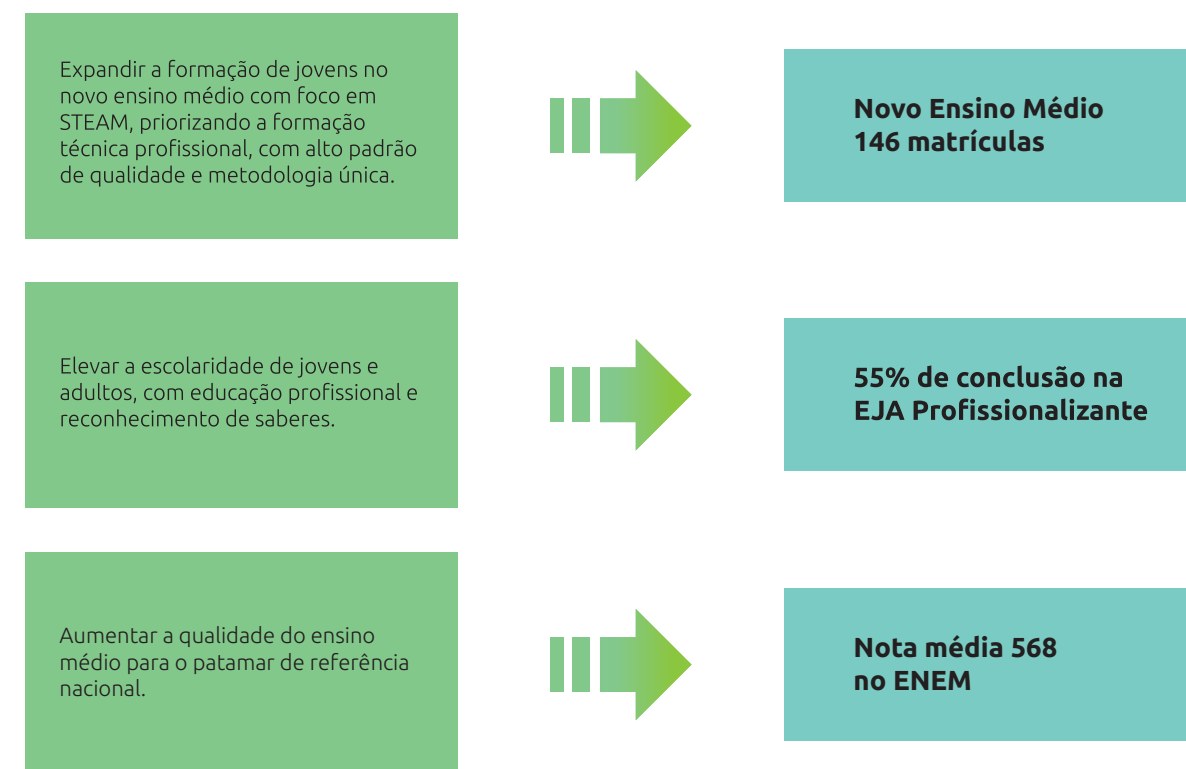 Expandir a formação de jovens no
novo ensino médio com foco em
STEAM, priorizando a formação
técnica profissional, com alto padrão
de qualidade e metodologia única.
Novo Ensino Médio
146 matrículas
Elevar a escolaridade de jovens e
adultos, com educação profissional e
reconhecimento de saberes.
55% de conclusão na
EJA Profissionalizante
Aumentar a qualidade do ensino
médio para o patamar de referência
nacional.
Nota média 568
no ENEM